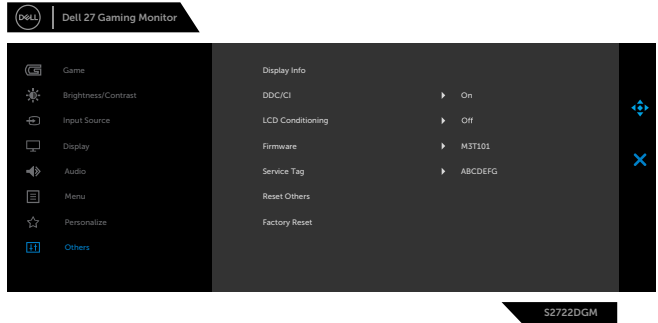 DELL
Dell 27 Gaming Monitor
Game
Display Info
Brightness/Contrast
DDC/CI On
Input Source
LCD Conditioning Off
Display
Firmware M3T101
Audio
Service Tag ABCDEFG
Menu
Reset Others
Personalize
Factory Reset
Others
S2722DGM